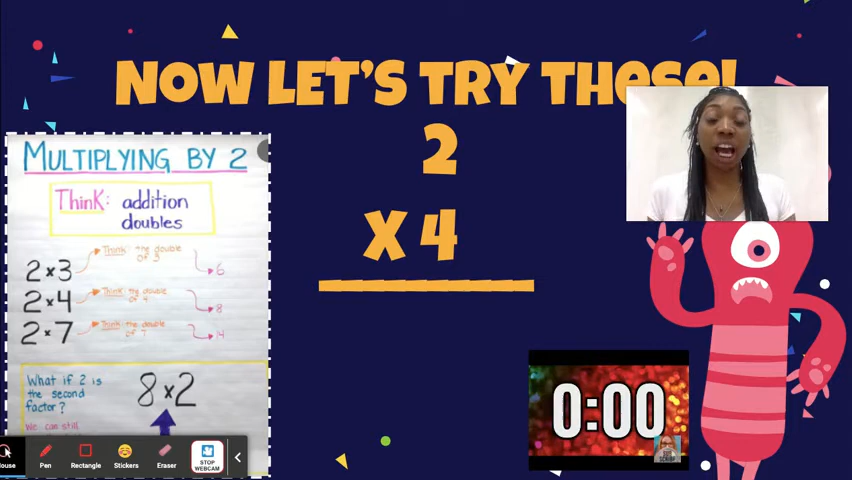 NOW LET'S TRY THESE!
2
X 4
MULTIPLYING BY 2
Think: addition
doubles
2×3
Think: the double
of 3
6
2×4
Think: the double
of 4
8
2×7
Think: the double
of 7
14
What if 2 is
the second
factor?
8×2
We can still
0:00
Mouse
Pen
Rectangle
Stickers
Eraser
STOP
WEBCAM